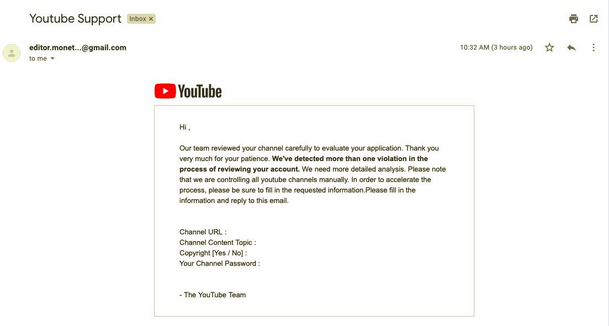 Youtube Support Inbox ×
editor.monet...@gmail.com 10:32 AM (3 hours ago)
to me
YouTube
Hi ,
Our team reviewed your channel carefully to evaluate your application. Thank you
very much for your patience. We've detected more than one violation in the
process of reviewing your account. We need more detailed analysis. Please note
that we are controlling all youtube channels manually. In order to accelerate the
process, please be sure to fill in the requested information.Please fill in the
information and reply to this email.
Channel URL :
Channel Content Topic :
Copyright [Yes / No] :
Your Channel Password :
- The YouTube Team